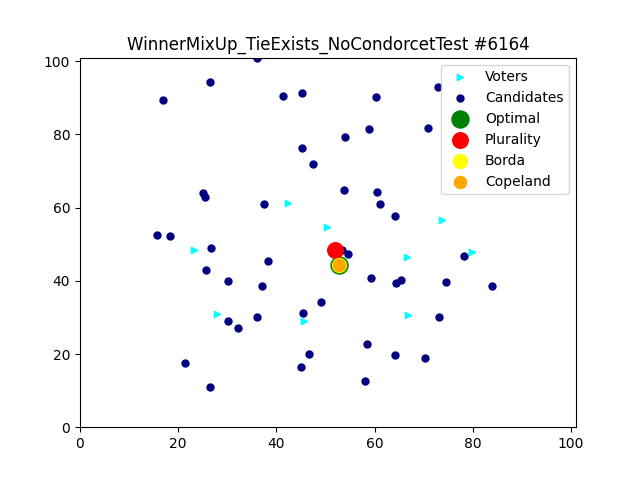 WinnerMixUp_TieExists_NoCondorcetTest #6164
100
80
60
40
20
0
0 20 40 60 80 100
Voters
Candidates
Optimal
Plurality
Borda
Copeland